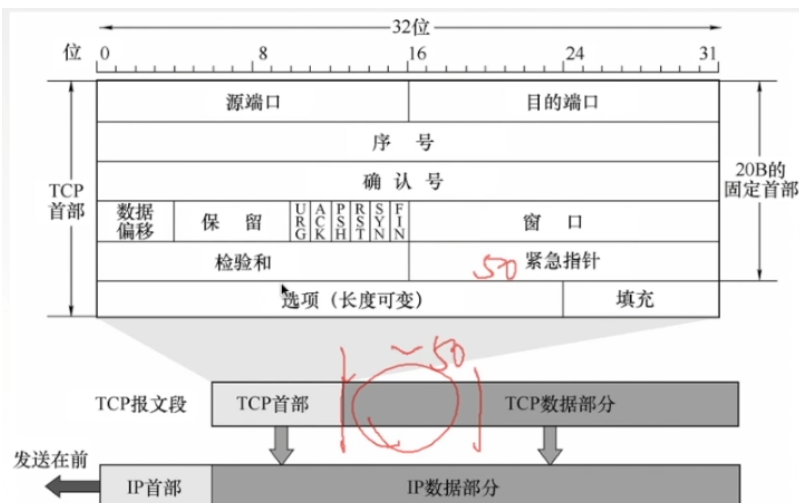 32位
位 0 8 16 24 31
源端口 目的端口
序 号
确 认 号
TCP首部
20B的固定首部
数据偏移 保 留 URG ACK PSH RST SYN FIN 窗 口
检验和 50 紧急指针
选项（长度可变） 填充
~50
TCP报文段 TCP首部 TCP数据部分
发送在前
IP首部 IP数据部分